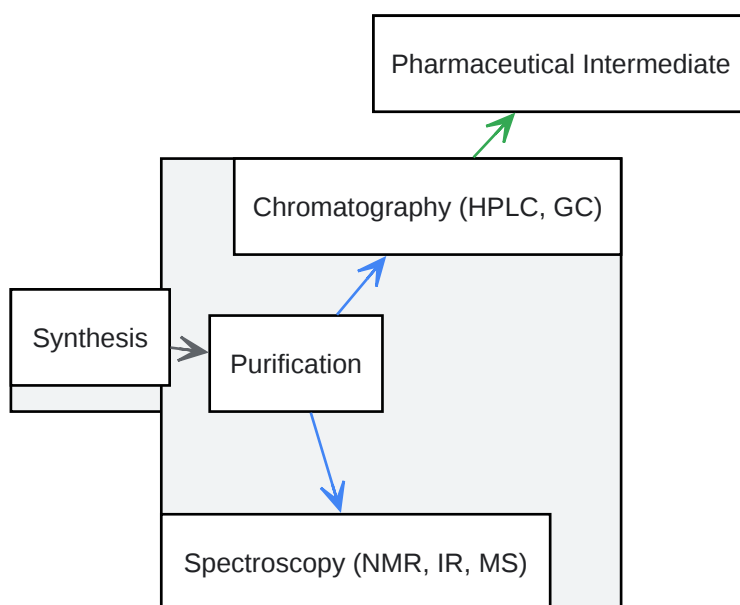 Pharmaceutical Intermediate
Chromatography (HPLC, GC)
Synthesis
Purification
Spectroscopy (NMR, IR, MS)